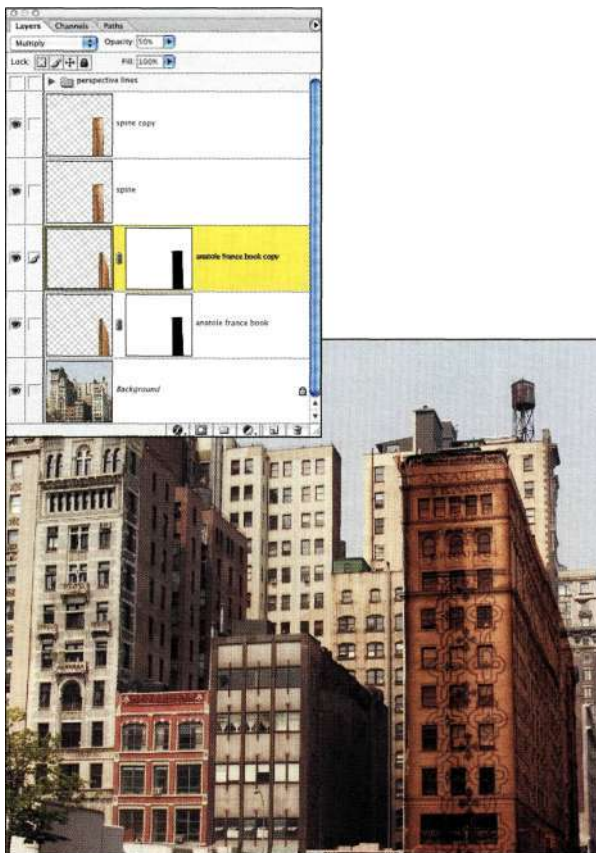 Layers Channels Paths
Multiply Opacity: 50%
Lock: Fill: 100%
perspective lines
spine copy
spine
anatole france book copy
anatole france book
Background
ANATOLE